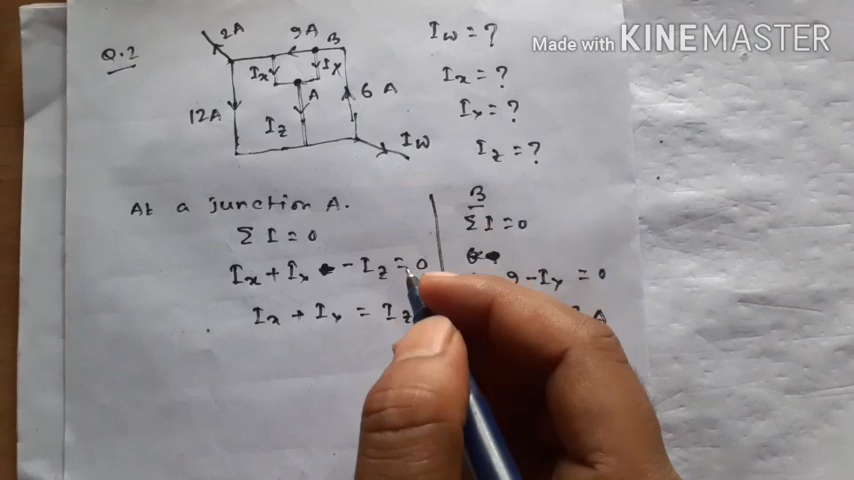 Q.2
2A
9A
B
Ix
Iy
A
6 A
12A
Iz
Iw
Iw = ?
Ix = ?
Iy = ?
Iz = ?
Made with KINEMASTER
At a junction A.
Σ I = 0
Ix + Ix - Iz = 0
Ix + Iy = Iz
B
Σ I = 0
9 - Iy = 0
A